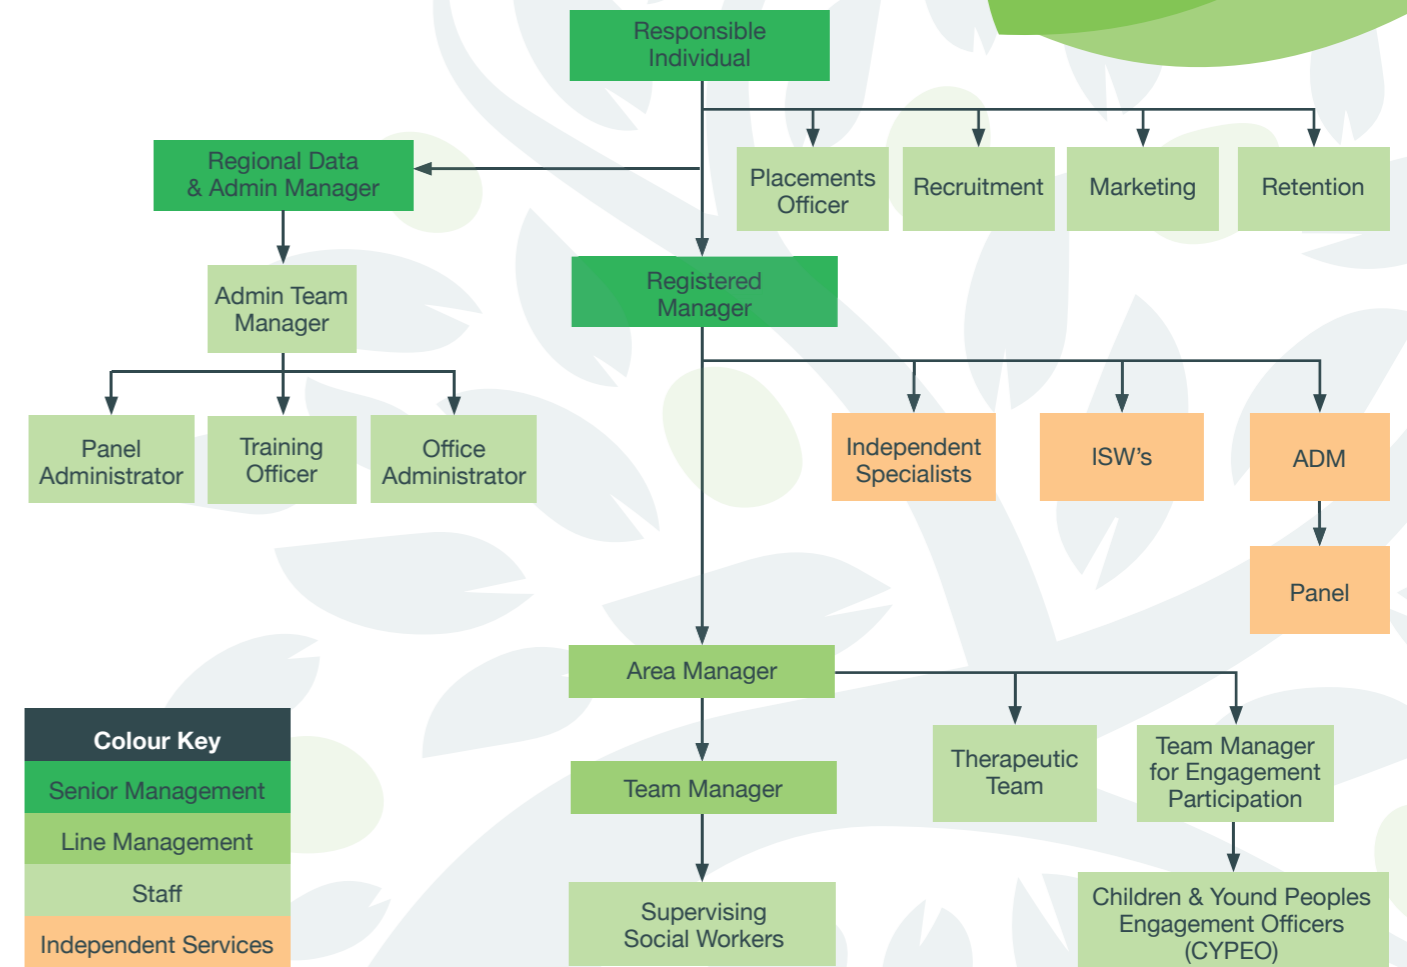 Responsible
Individual
Regional Data
& Admin Manager
Placements
Officer
Recruitment
Marketing
Retention
Admin Team
Manager
Registered
Manager
Panel
Administrator
Training
Officer
Office
Administrator
Independent
Specialists
ISW’s
ADM
Panel
Area Manager
Therapeutic
Team
Team Manager
for Engagement
Participation
Team Manager
Supervising
Social Workers
Children & Yound Peoples
Engagement Officers
(CYPEO)
Colour Key
Senior Management
Line Management
Staff
Independent Services